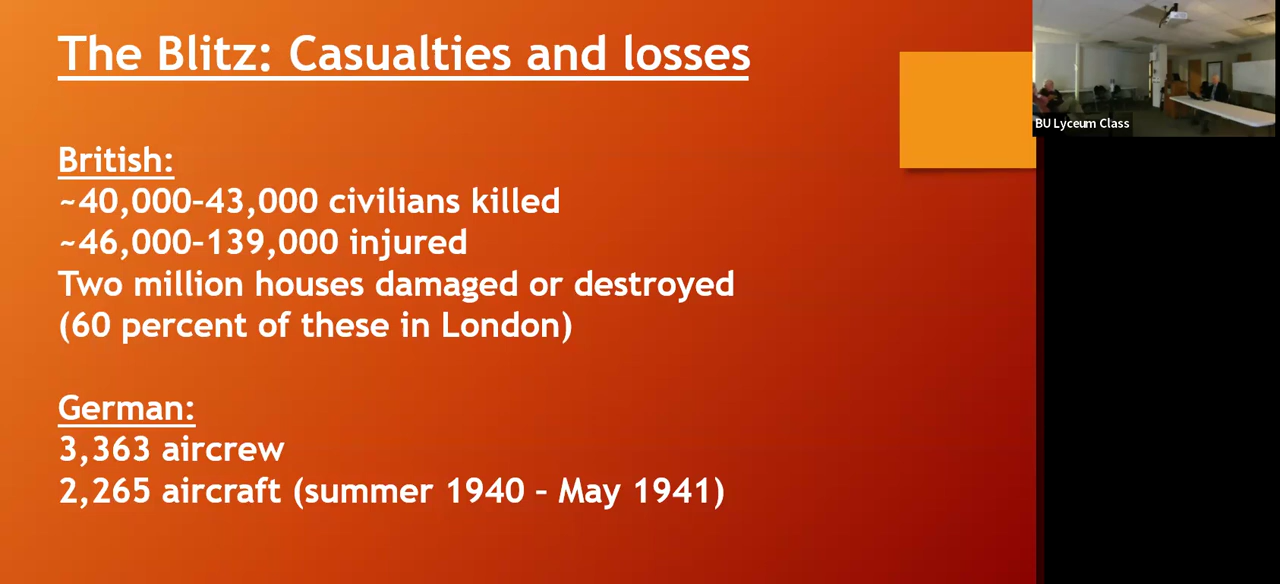 The Blitz: Casualties and losses
British:
~40,000–43,000 civilians killed
~46,000–139,000 injured
Two million houses damaged or destroyed
(60 percent of these in London)
German:
3,363 aircrew
2,265 aircraft (summer 1940 – May 1941)
BU Lyceum Class